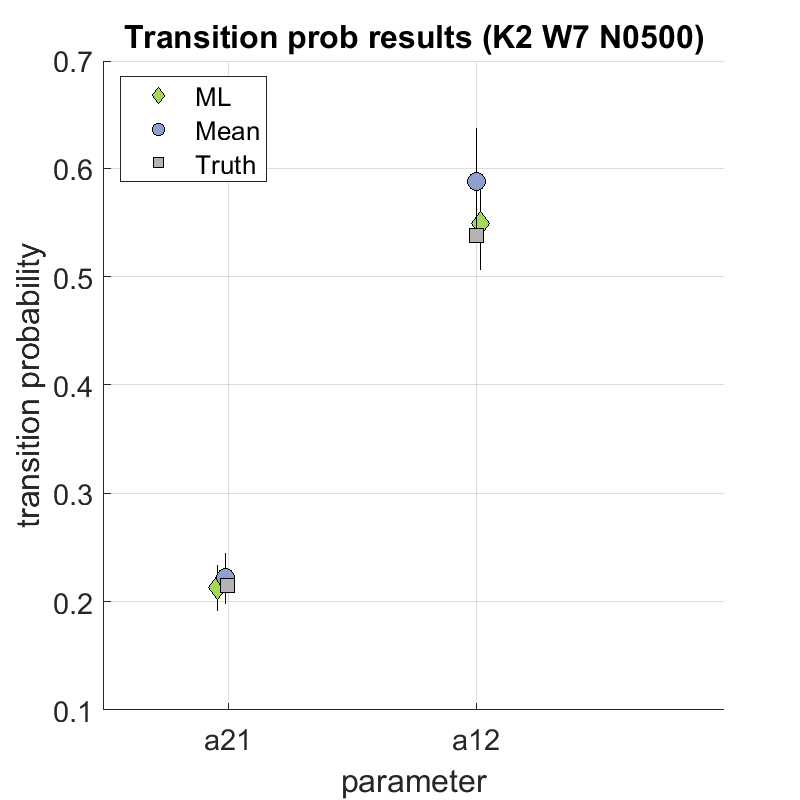 Transition prob results (K2 W7 N0500)
ML
Mean
Truth
0.7
0.6
0.5
0.4
0.3
0.2
0.1
transition probability
a21
a12
parameter